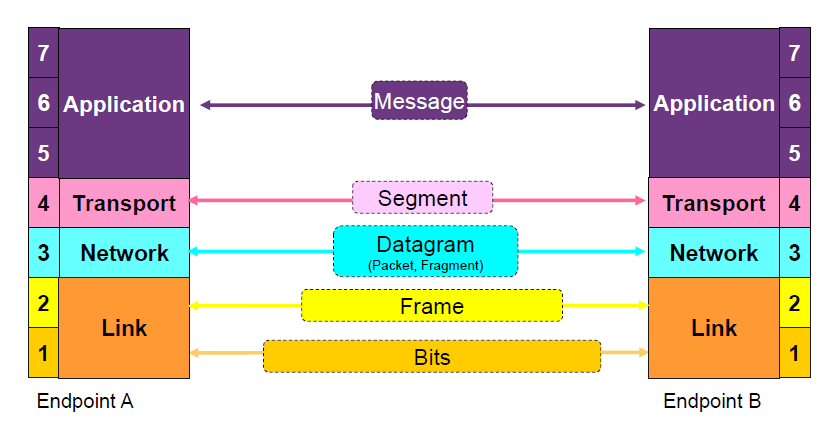 7
6
5
4
3
2
1
Application
Transport
Network
Link
Message
Segment
Datagram
(Packet, Fragment)
Frame
Bits
Application
Transport
Network
Link
7
6
5
4
3
2
1
Endpoint A
Endpoint B